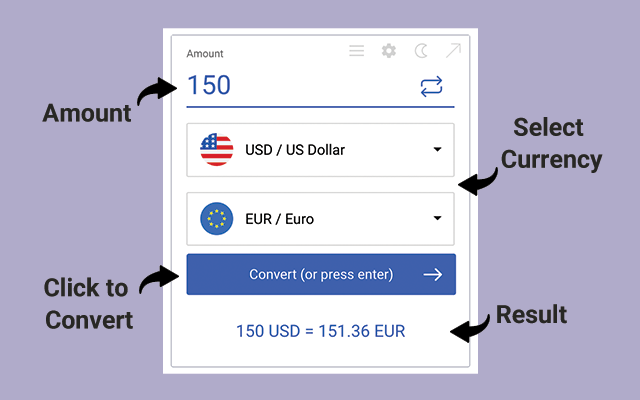 Amount
150
Amount
USD / US Dollar
Select
Currency
EUR / Euro
Click to
Convert
Convert (or press enter)
150 USD = 151.36 EUR
Result